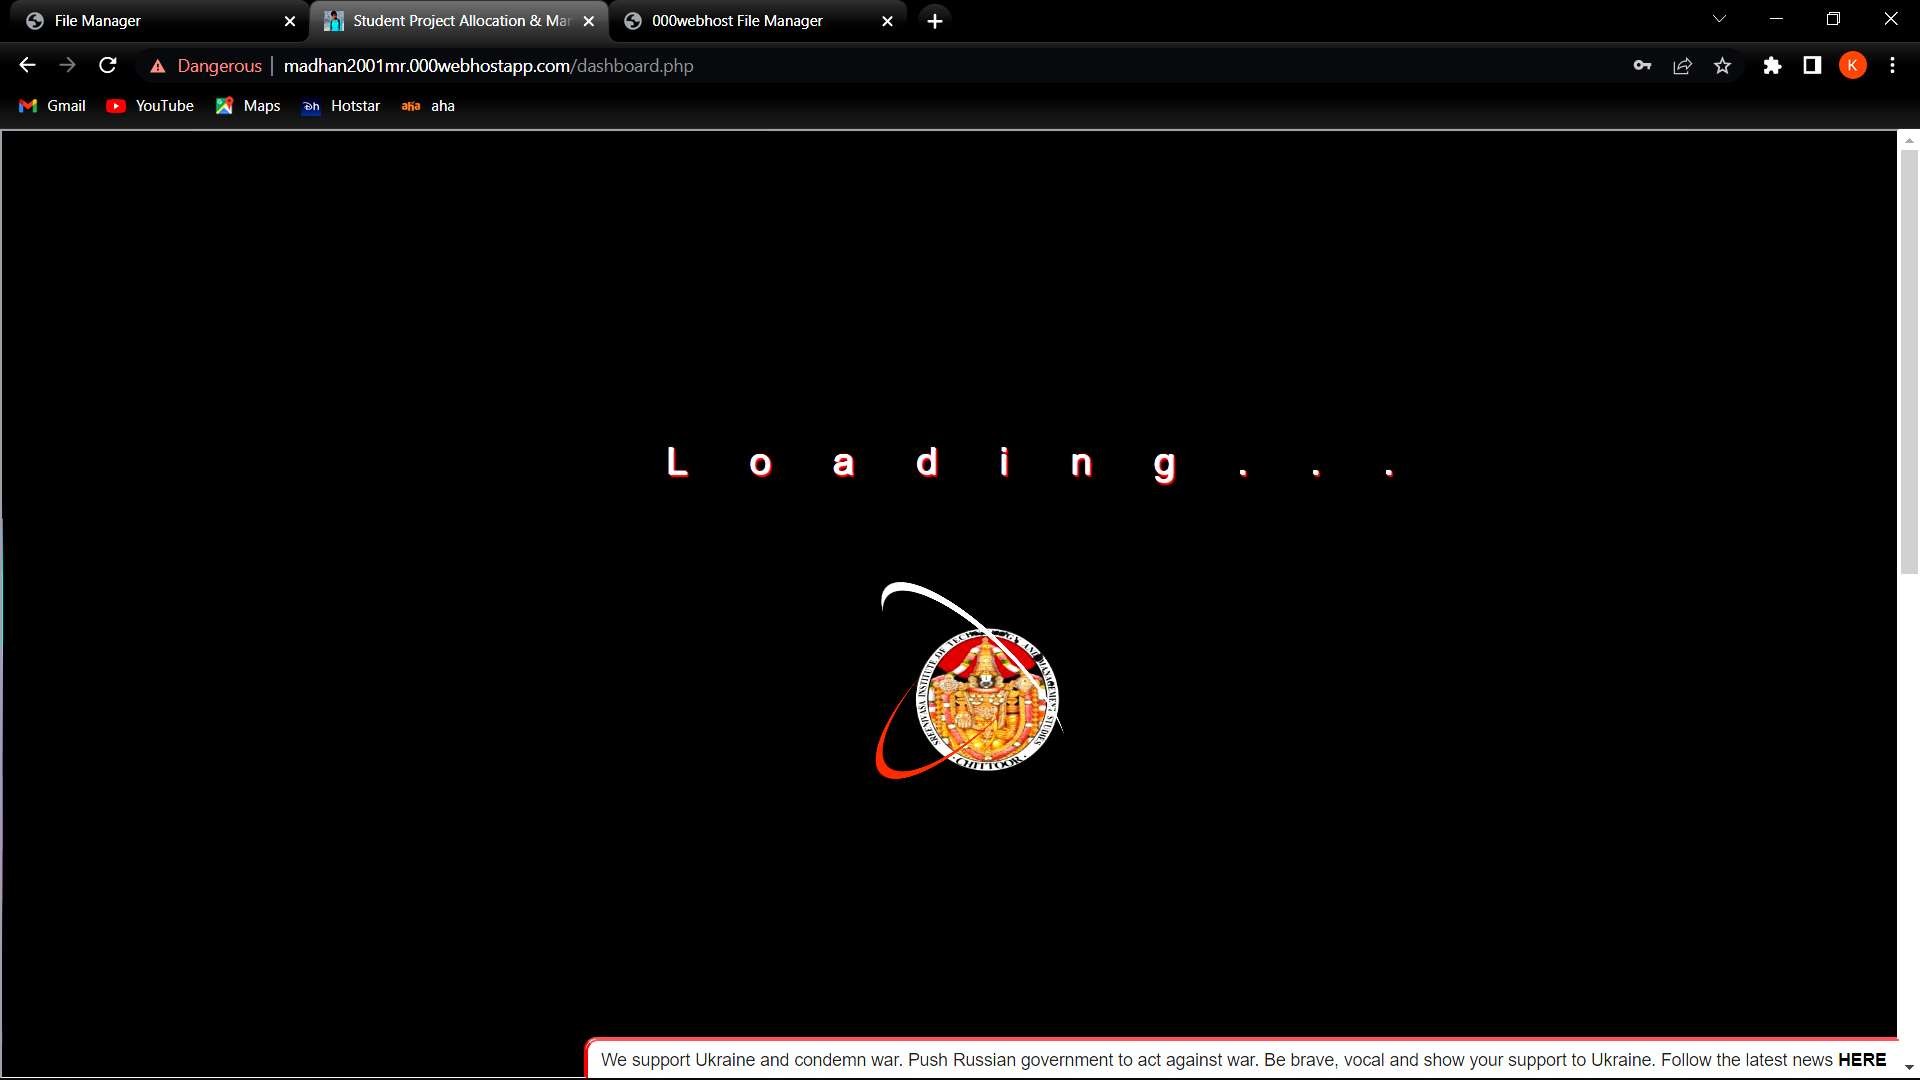 File Manager
Student Project Allocation & Mar
000webhost File Manager
Dangerous
madhan2001mr.000webhostapp.com/dashboard.php
K
Gmail
YouTube
Maps
Hotstar
aha
Loading...
SREENIVASA INSTITUTE OF TECHNOLOGY AND MANAGEMENT STUDIES
CHITTOOR
We support Ukraine and condemn war. Push Russian government to act against war. Be brave, vocal and show your support to Ukraine. Follow the latest news HERE